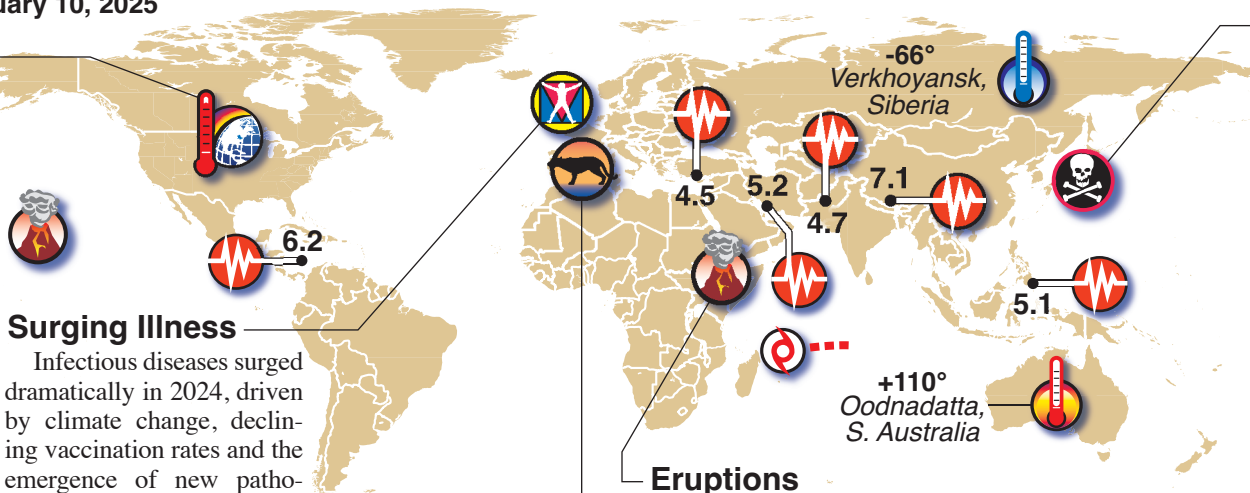 uary 10, 2025
-66°
Verkhoyansk,
Siberia
4.5
5.2
4.7
7.1
6.2
5.1
Surging Illness
Infectious diseases surged
dramatically in 2024, driven
by climate change, declin-
ing vaccination rates and the
emergence of new patho-
+110°
Oodnadatta,
S. Australia
Eruptions